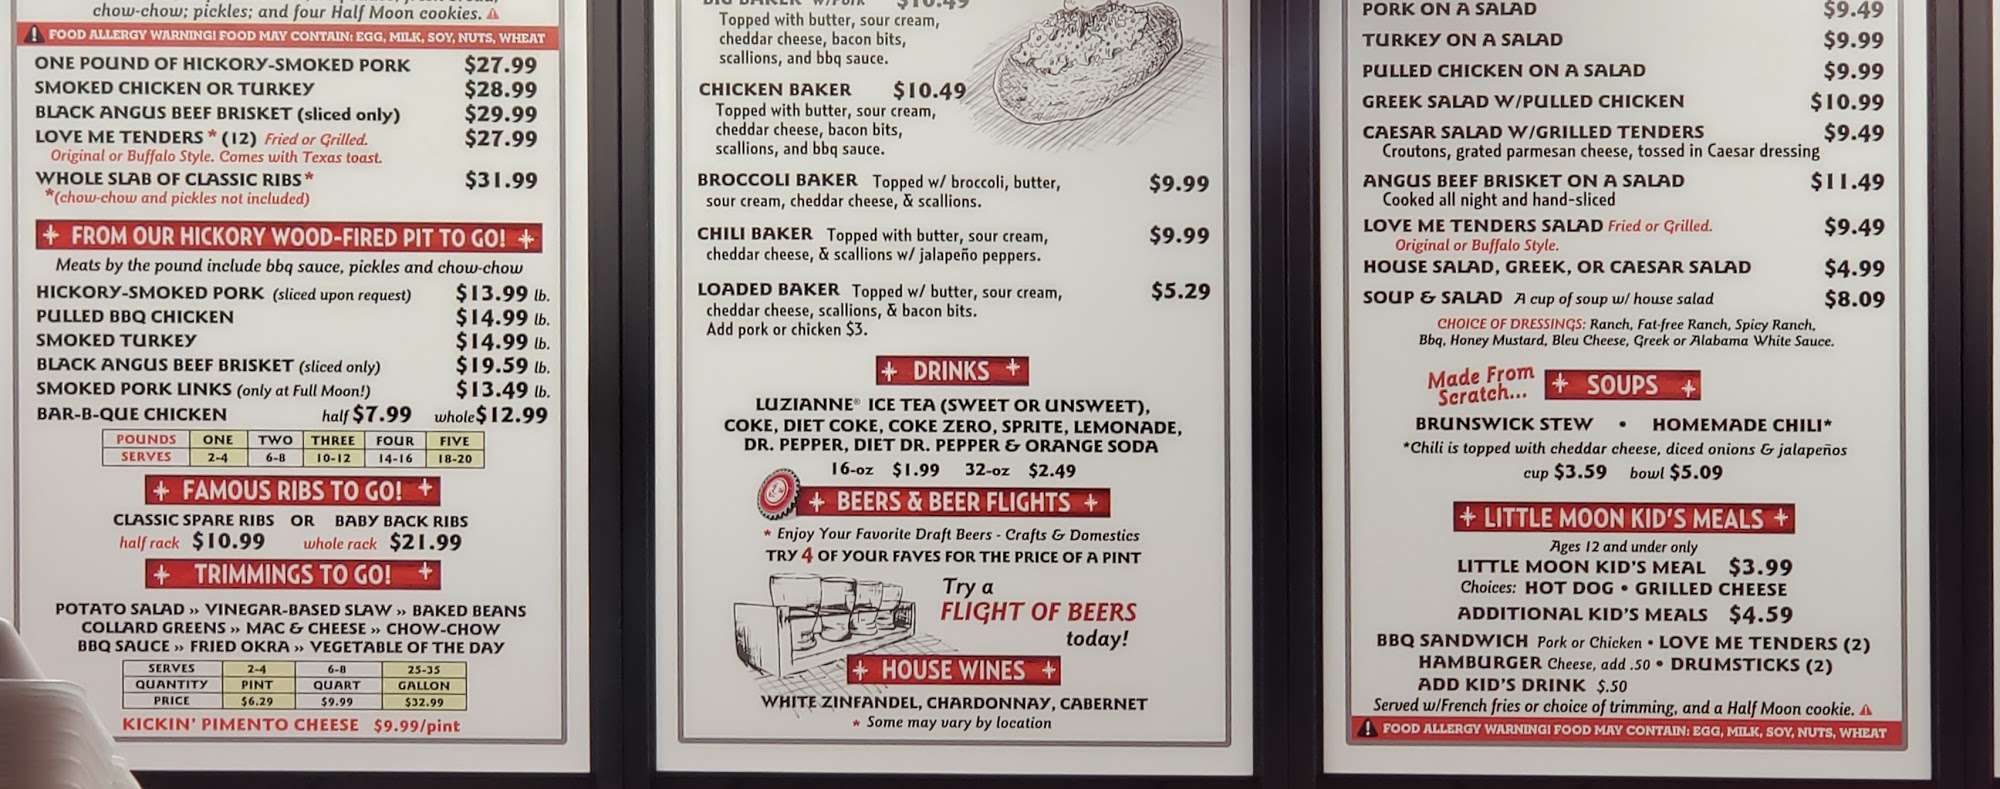 chow-chow; pickles; and four Half Moon cookies.
FOOD ALLERGY WARNING! FOOD MAY CONTAIN: EGG, MILK, SOY, NUTS, WHEAT
ONE POUND OF HICKORY-SMOKED PORK $27.99
SMOKED CHICKEN OR TURKEY $28.99
BLACK ANGUS BEEF BRISKET (sliced only) $29.99
LOVE ME TENDERS * (12) Fried or Grilled. $27.99
Original or Buffalo Style. Comes with Texas toast.
WHOLE SLAB OF CLASSIC RIBS* $31.99
*(chow-chow and pickles not included)
FROM OUR HICKORY WOOD-FIRED PIT TO GO!
Meats by the pound include bbq sauce, pickles and chow-chow
HICKORY-SMOKED PORK (sliced upon request) $13.99 lb.
PULLED BBQ CHICKEN $14.99 lb.
SMOKED TURKEY $14.99 lb.
BLACK ANGUS BEEF BRISKET (sliced only) $19.59 lb.
SMOKED PORK LINKS (only at Full Moon!) $13.49 lb.
BAR-B-QUE CHICKEN half $7.99 whole $12.99
POUNDS ONE TWO THREE FOUR FIVE
SERVES 2-4 6-8 10-12 14-16 18-20
FAMOUS RIBS TO GO!
CLASSIC SPARE RIBS OR BABY BACK RIBS
half rack $10.99 whole rack $21.99
TRIMMINGS TO GO!
POTATO SALAD » VINEGAR-BASED SLAW » BAKED BEANS
COLLARD GREENS » MAC & CHEESE » CHOW-CHOW
BBQ SAUCE » FRIED OKRA » VEGETABLE OF THE DAY
SERVES 2-4 6-8 25-35
QUANTITY PINT QUART GALLON
PRICE $6.29 $9.99 $32.99
KICKIN' PIMENTO CHEESE $9.99/pint
BIG BAKER w/Pork $10.49
Topped with butter, sour cream,
cheddar cheese, bacon bits,
scallions, and bbq sauce.
CHICKEN BAKER $10.49
Topped with butter, sour cream,
cheddar cheese, bacon bits,
scallions, and bbq sauce.
BROCCOLI BAKER Topped w/ broccoli, butter, $9.99
sour cream, cheddar cheese, & scallions.
CHILI BAKER Topped with butter, sour cream, $9.99
cheddar cheese, & scallions w/ jalapeño peppers.
LOADED BAKER Topped w/ butter, sour cream, $5.29
cheddar cheese, scallions, & bacon bits.
Add pork or chicken $3.
DRINKS
LUZIANNE® ICE TEA (SWEET OR UNSWEET),
COKE, DIET COKE, COKE ZERO, SPRITE, LEMONADE,
DR. PEPPER, DIET DR. PEPPER & ORANGE SODA
16-oz $1.99 32-oz $2.49
BEERS & BEER FLIGHTS
* Enjoy Your Favorite Draft Beers - Crafts & Domestics
TRY 4 OF YOUR FAVES FOR THE PRICE OF A PINT
Try a
FLIGHT OF BEERS
today!
HOUSE WINES
WHITE ZINFANDEL, CHARDONNAY, CABERNET
* Some may vary by location
PORK ON A SALAD $9.49
TURKEY ON A SALAD $9.99
PULLED CHICKEN ON A SALAD $9.99
GREEK SALAD W/PULLED CHICKEN $10.99
CAESAR SALAD W/GRILLED TENDERS $9.49
Croutons, grated parmesan cheese, tossed in Caesar dressing
ANGUS BEEF BRISKET ON A SALAD $11.49
Cooked all night and hand-sliced
LOVE ME TENDERS SALAD Fried or Grilled. $9.49
Original or Buffalo Style.
HOUSE SALAD, GREEK, OR CAESAR SALAD $4.99
SOUP & SALAD A cup of soup w/ house salad $8.09
CHOICE OF DRESSINGS: Ranch, Fat-free Ranch, Spicy Ranch,
Bbq, Honey Mustard, Bleu Cheese, Greek or Alabama White Sauce.
Made From
Scratch... SOUPS
BRUNSWICK STEW • HOMEMADE CHILI*
*Chili is topped with cheddar cheese, diced onions & jalapeños
cup $3.59 bowl $5.09
LITTLE MOON KID'S MEALS
Ages 12 and under only
LITTLE MOON KID'S MEAL $3.99
Choices: HOT DOG • GRILLED CHEESE
ADDITIONAL KID'S MEALS $4.59
BBQ SANDWICH Pork or Chicken • LOVE ME TENDERS (2)
HAMBURGER Cheese, add .50 • DRUMSTICKS (2)
ADD KID'S DRINK $.50
Served w/French fries or choice of trimming, and a Half Moon cookie.
FOOD ALLERGY WARNING! FOOD MAY CONTAIN: EGG, MILK, SOY, NUTS, WHEAT